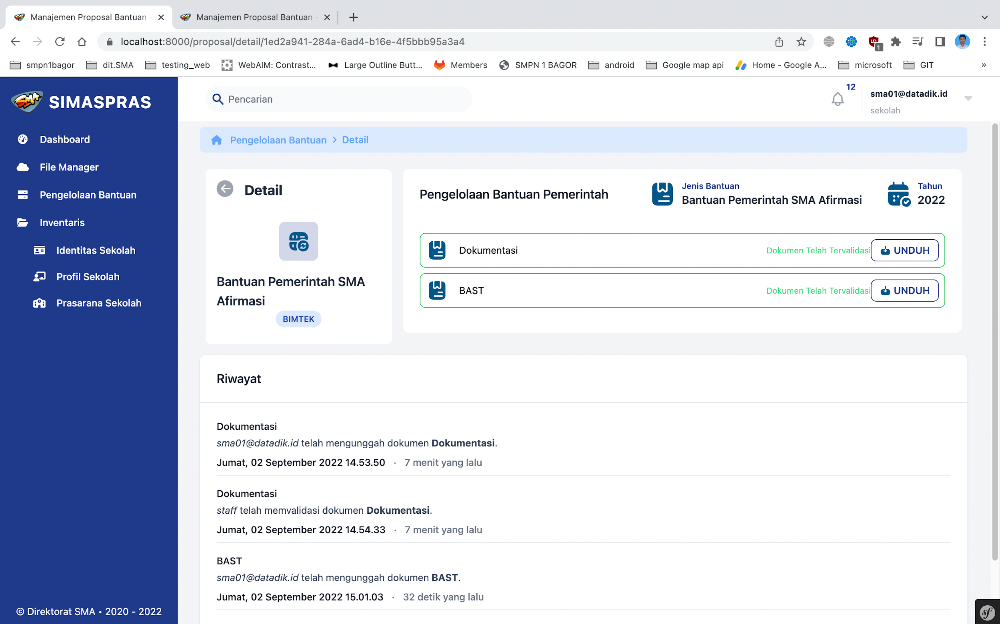 Manajemen Proposal Bantuan -
Manajemen Proposal Bantuan -
localhost:8000/proposal/detail/1ed2a941-284a-6ad4-b16e-4f5bbb95a3a4
1
smpn1bagor
dit.SMA
testing_web
WebAIM: Contrast...
Large Outline Butt...
Members
SMPN 1 BAGOR
android
Google map api
Home - Google A...
microsoft
GIT
»
SMA
SIMASPRAS
Pencarian
12
sma01@datadik.id
sekolah
Dashboard
File Manager
Pengelolaan Bantuan
Inventaris
Identitas Sekolah
Profil Sekolah
Prasarana Sekolah
© Direktorat SMA • 2020 - 2022
Pengelolaan Bantuan > Detail
Detail
Bantuan Pemerintah SMA
Afirmasi
BIMTEK
Pengelolaan Bantuan Pemerintah
Jenis Bantuan
Bantuan Pemerintah SMA Afirmasi
Tahun
2022
Dokumentasi
Dokumen Telah Tervalidasi
UNDUH
BAST
Dokumen Telah Tervalidasi
UNDUH
Riwayat
Dokumentasi
sma01@datadik.id telah mengunggah dokumen Dokumentasi.
Jumat, 02 September 2022 14.53.50 · 7 menit yang lalu
Dokumentasi
staff telah memvalidasi dokumen Dokumentasi.
Jumat, 02 September 2022 14.54.33 · 7 menit yang lalu
BAST
sma01@datadik.id telah mengunggah dokumen BAST.
Jumat, 02 September 2022 15.01.03 · 32 detik yang lalu
sf